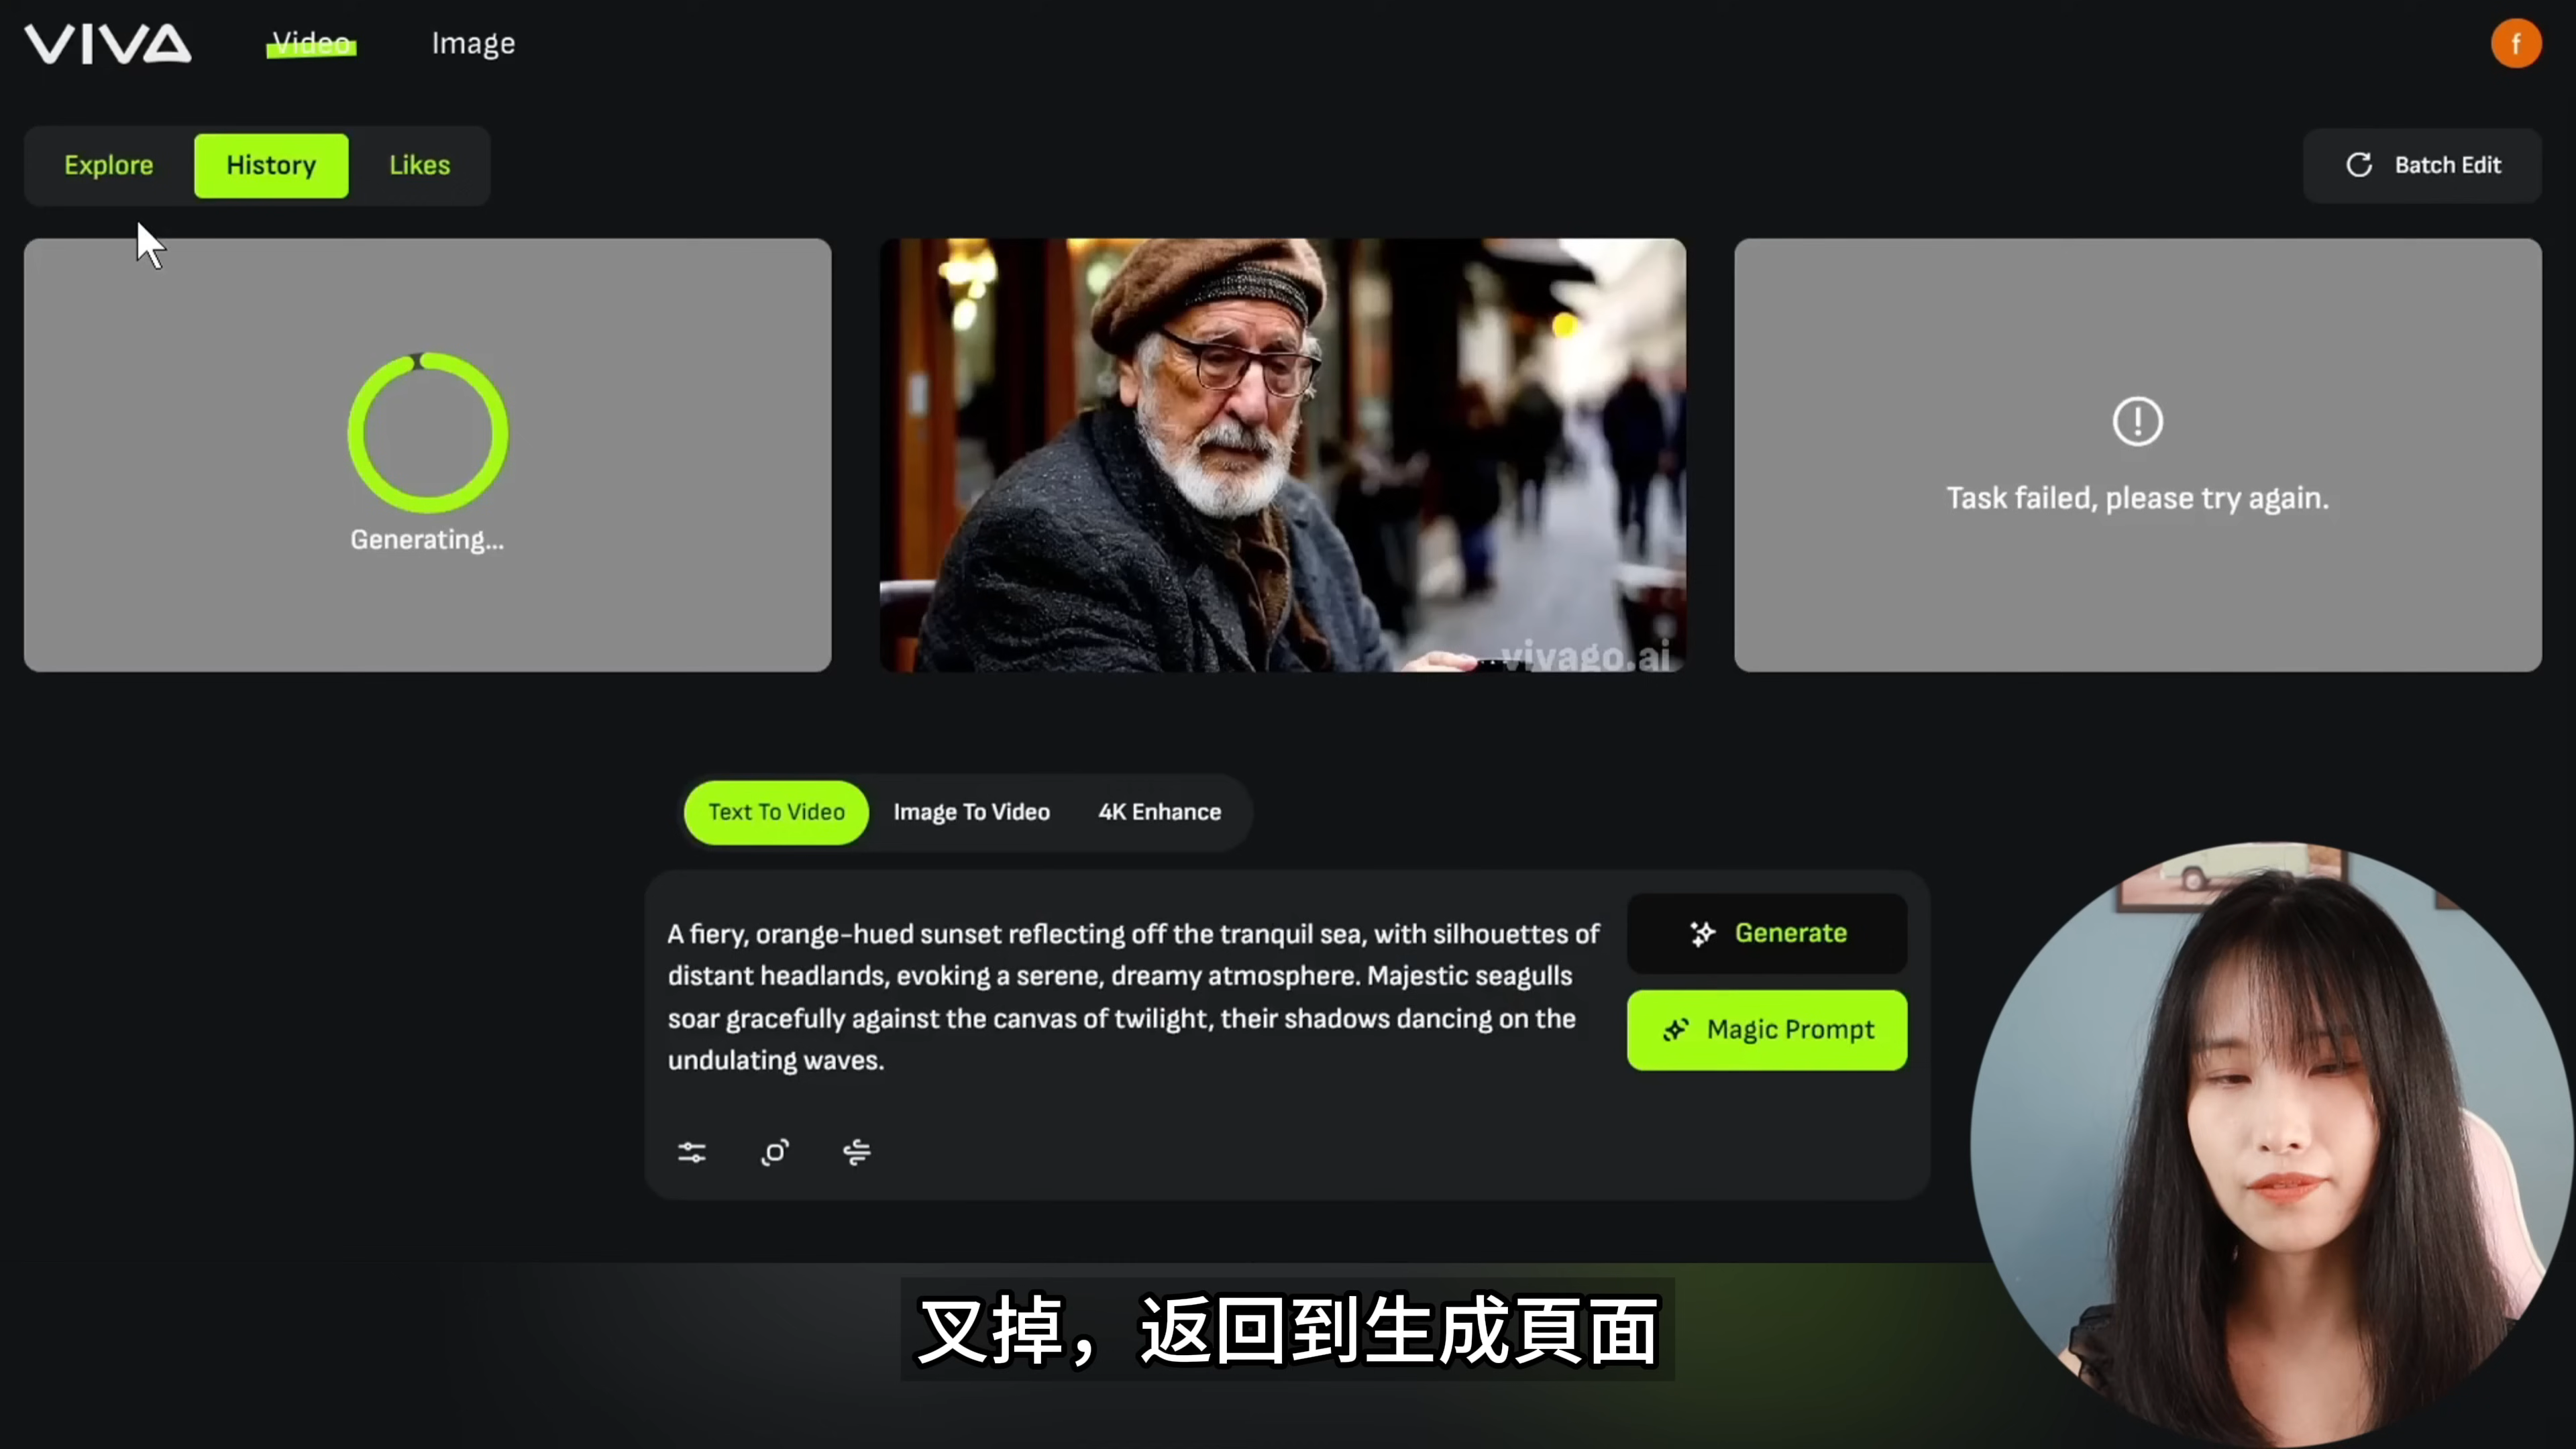 VIVA
Video
Image
f
Explore
History
Likes
Batch Edit
Generating...
vivago.ai
Task failed, please try again.
Text To Video
Image To Video
4K Enhance
A fiery, orange-hued sunset reflecting off the tranquil sea, with silhouettes of
distant headlands, evoking a serene, dreamy atmosphere. Majestic seagulls
soar gracefully against the canvas of twilight, their shadows dancing on the
undulating waves.
Generate
Magic Prompt
叉掉，返回到生成頁面